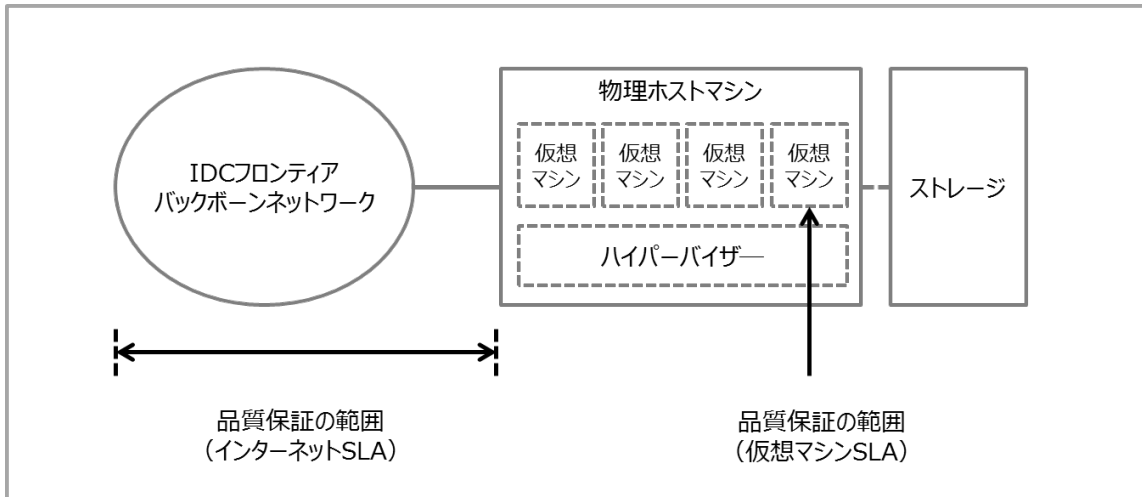 物理ホストマシン
仮想
マシン
仮想
マシン
仮想
マシン
仮想
マシン
IDCフロンティア
バックボーンネットワーク
ストレージ
ハイパーバイザ―
品質保証の範囲
（インターネットSLA）
品質保証の範囲
（仮想マシンSLA）